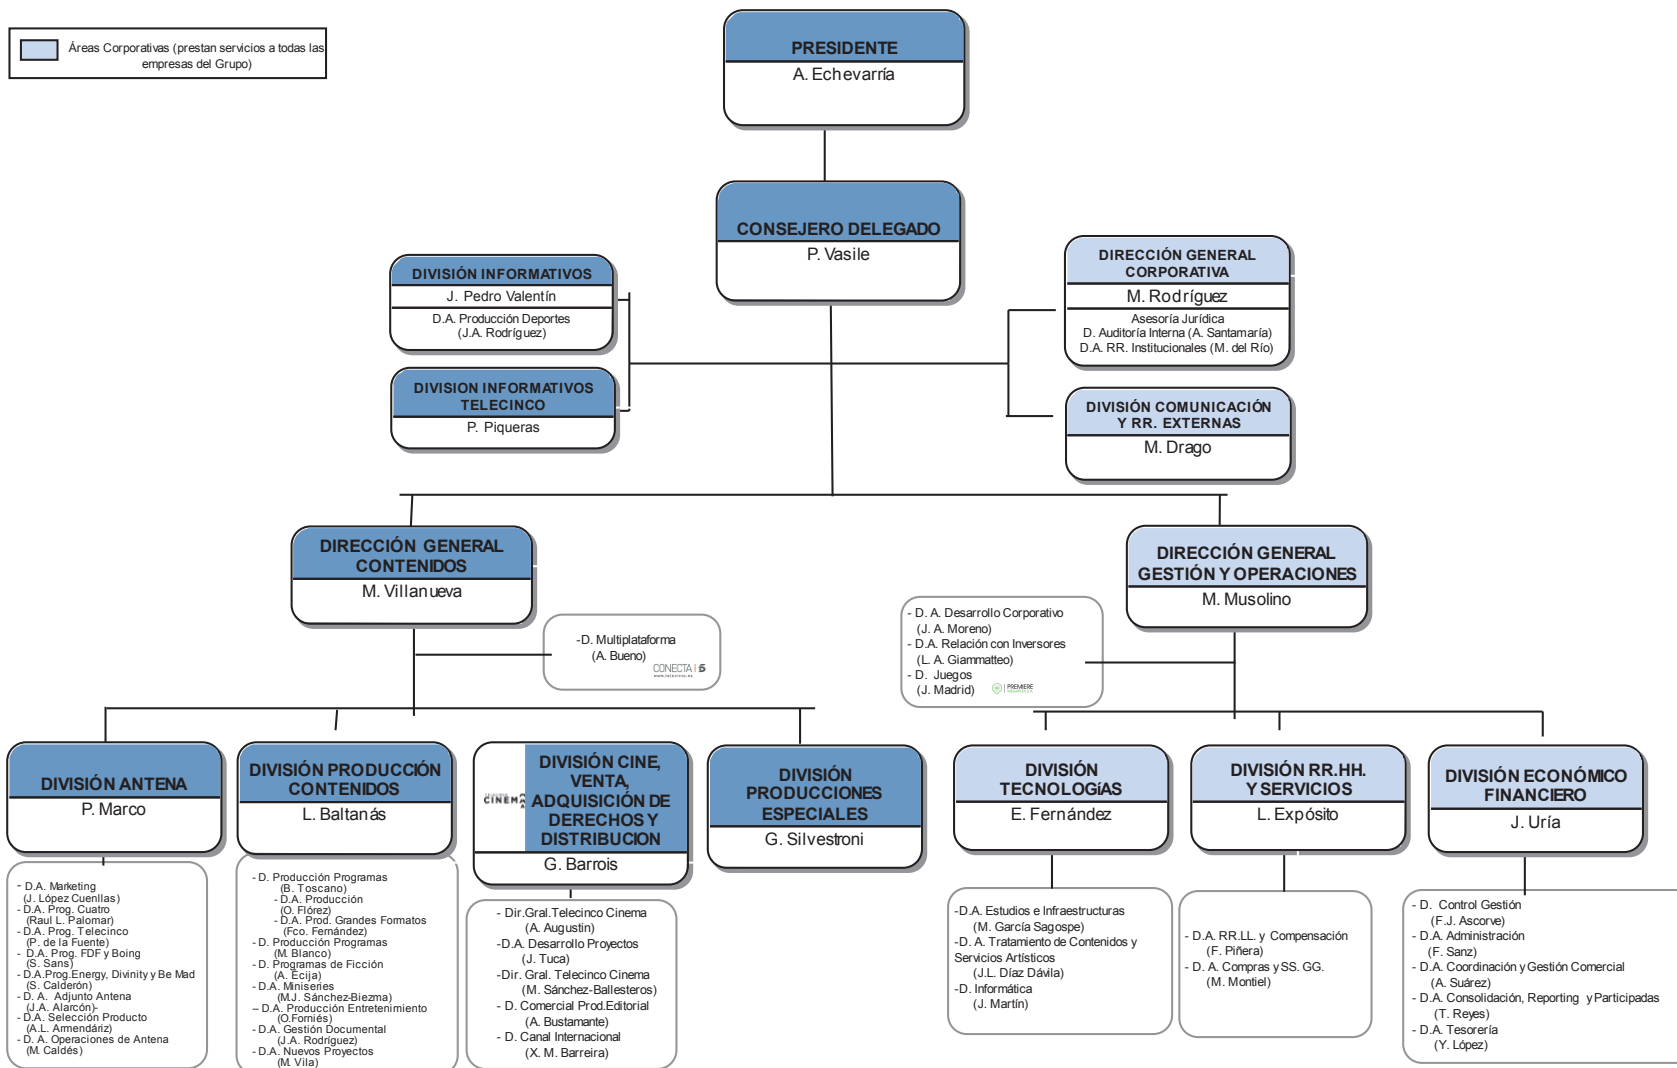 Áreas Corporativas (prestan servicios a todas las
empresas del Grupo)
PRESIDENTE
A. Echevarría
CONSEJERO DELEGADO
P. Vasile
DIVISIÓN INFORMATIVOS
J. Pedro Valentín
D.A. Producción Deportes
(J.A. Rodríguez)
DIVISION INFORMATIVOS
TELECINCO
P. Piqueras
DIRECCIÓN GENERAL
CORPORATIVA
M. Rodríguez
Asesoría Jurídica
D. Auditoría Interna (A. Santamaría)
D.A. RR. Institucionales (M. del Río)
DIVISIÓN COMUNICACIÓN
Y RR. EXTERNAS
M. Drago
DIRECCIÓN GENERAL
CONTENIDOS
M. Villanueva
-D. Multiplataforma
(A. Bueno)
CONECTA | 5
www.telecinco.es
DIRECCIÓN GENERAL
GESTIÓN Y OPERACIONES
M. Musolino
- D. A. Desarrollo Corporativo
(J. A. Moreno)
- D.A. Relación con Inversores
(L. A. Giammatteo)
- D. Juegos
(J. Madrid)
PREMIERE
DIVISIÓN ANTENA
P. Marco
- D.A. Marketing
(J. López Cuenllas)
- D.A. Prog. Cuatro
(Raul L. Palomar)
- D.A. Prog. Telecinco
(P. de la Fuente)
- D.A. Prog. FDF y Boing
(S. Sans)
- D.A.Prog.Energy, Divinity y Be Mad
(S. Calderón)
- D. A. Adjunto Antena
(J.A. Alarcón)-
- D.A. Selección Producto
(A.L. Armendáriz)
- D. A. Operaciones de Antena
(M. Caldés)
DIVISIÓN PRODUCCIÓN
CONTENIDOS
L. Baltanás
- D. Producción Programas
(B. Toscano)
- D.A. Producción
(O. Flórez)
- D.A. Prod. Grandes Formatos
(Fco. Fernández)
- D. Producción Programas
(M. Blanco)
- D. Programas de Ficción
(A. Ecija)
- D.A. Miniseries
(M.J. Sánchez-Biezma)
– D.A. Producción Entretenimiento
(O.Forniés)
- D.A. Gestión Documental
(J.A. Rodríguez)
- D.A. Nuevos Proyectos
(M. Vila)
CINEMA
DIVISIÓN CINE,
VENTA,
ADQUISICIÓN DE
DERECHOS Y
DISTRIBUCION
G. Barrois
- Dir.Gral.Telecinco Cinema
(A. Augustin)
-D.A. Desarrollo Proyectos
(J. Tuca)
-Dir. Gral. Telecinco Cinema
(M. Sánchez-Ballesteros)
- D. Comercial Prod.Editorial
(A. Bustamante)
- D. Canal Internacional
(X. M. Barreira)
DIVISIÓN
PRODUCCIONES
ESPECIALES
G. Silvestroni
DIVISIÓN
TECNOLOGíAS
E. Fernández
-D.A. Estudios e Infraestructuras
(M. García Sagospe)
-D. A. Tratamiento de Contenidos y
Servicios Artísticos
(J.L. Díaz Dávila)
-D. Informática
(J. Martín)
DIVISIÓN RR.HH.
Y SERVICIOS
L. Expósito
- D.A. RR.LL. y Compensación
(F. Piñera)
- D. A. Compras y SS. GG.
(M. Montiel)
DIVISIÓN ECONÓMICO
FINANCIERO
J. Uría
- D. Control Gestión
(F.J. Ascorve)
- D.A. Administración
(F. Sanz)
- D.A. Coordinación y Gestión Comercial
(A. Suárez)
- D.A. Consolidación, Reporting y Participadas
(T. Reyes)
- D.A. Tesorería
(Y. López)